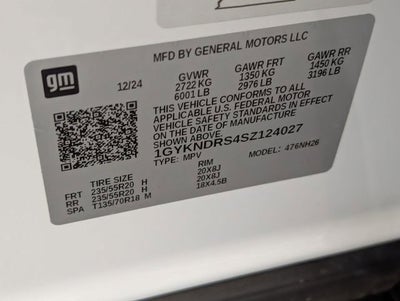 gm
MFD BY GENERAL MOTORS LLC
12/24 GVWR GAWR FRT GAWR RR
2722 KG 1350 KG 1450 KG
6001 LB 2976 LB 3196 LB
THIS VEHICLE CONFORMS TO ALL
APPLICABLE U.S. FEDERAL MOTOR
VEHICLE SAFETY STANDARDS IN EFFECT
ON THE DATE OF MANUFACTURE
SHOWN ABOVE.
1GYKNDRS4SZ124027
TYPE: MPV MODEL: 476NH26
TIRE SIZE RIM
FRT 235/55R20 H 20X8J
RR 235/55R20 H 20X8J
SPA T135/70R18 M 18X4.5B